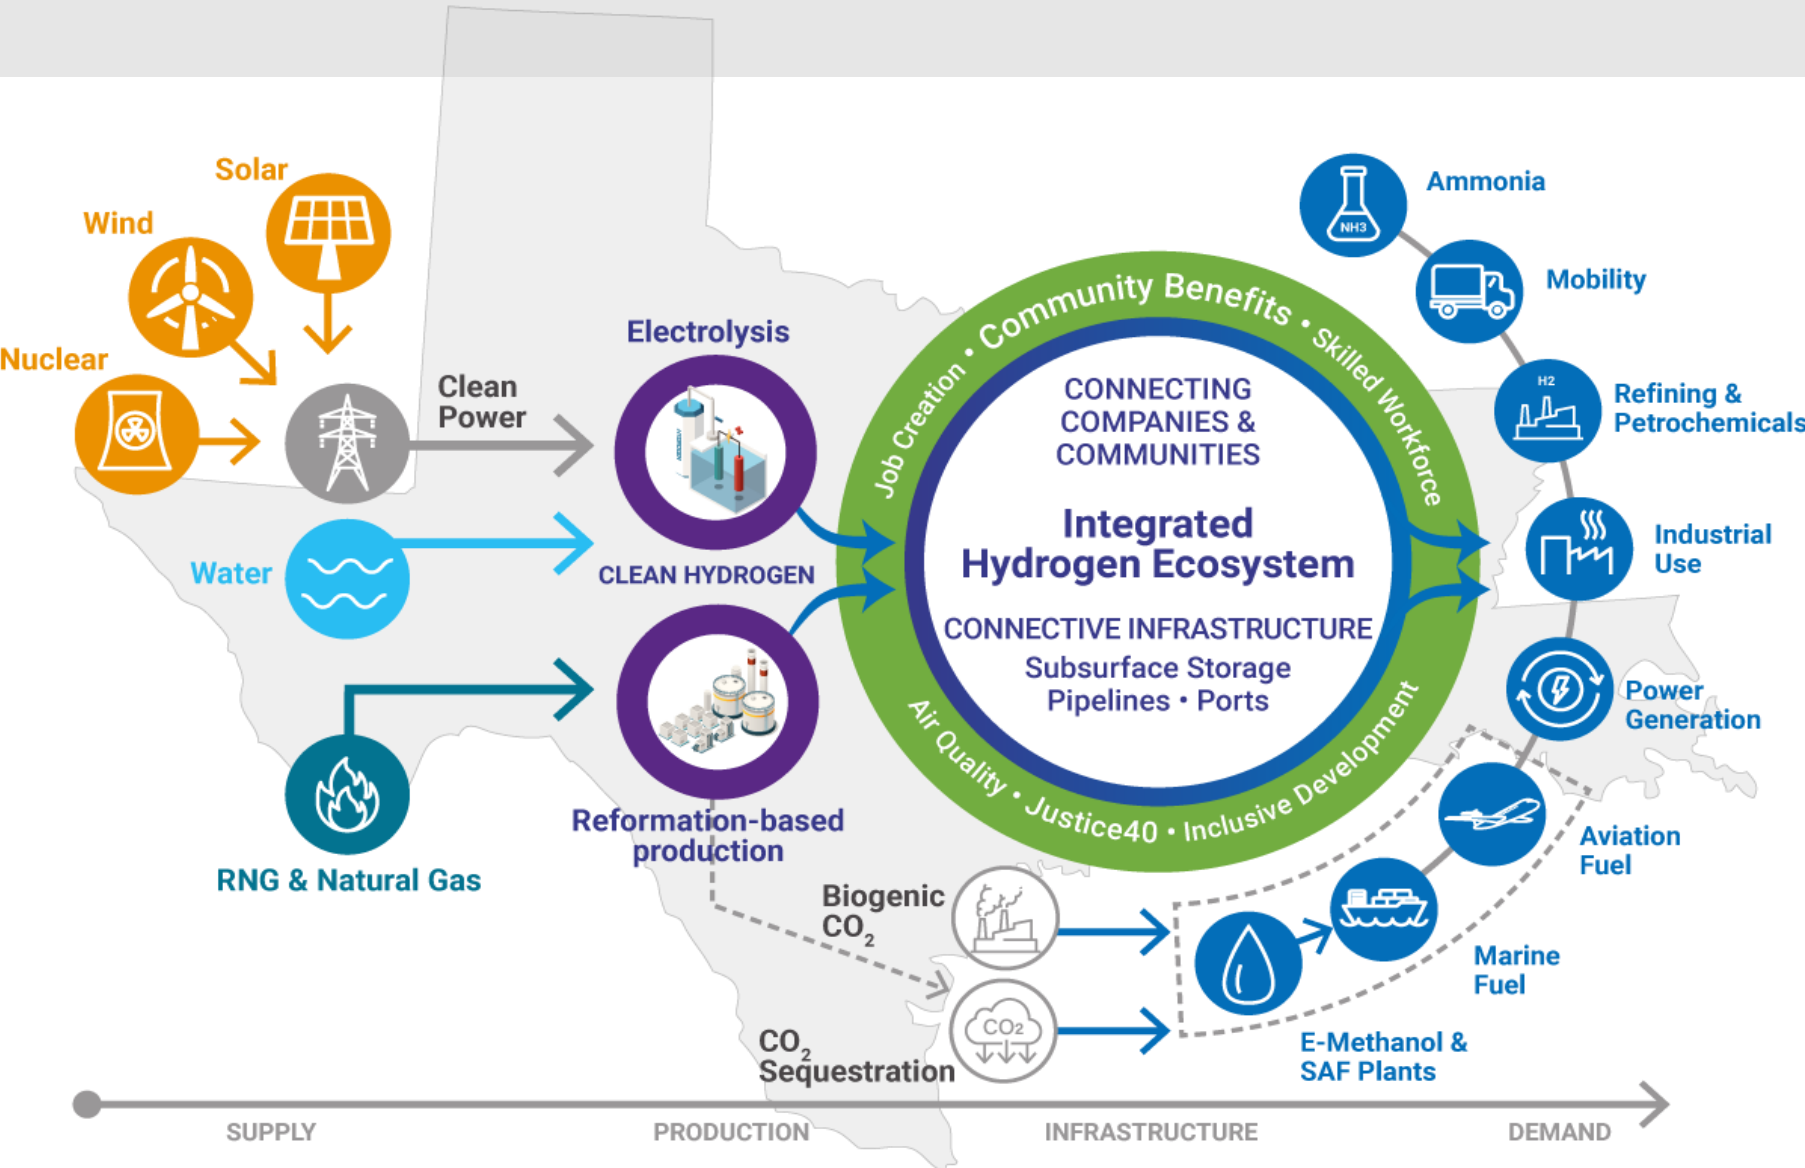 Solar
Wind
Nuclear
Clean
Power
Water
RNG & Natural Gas
Electrolysis
CLEAN HYDROGEN
Reformation-based
production
Job Creation • Community Benefits • Skilled Workforce
CONNECTING
COMPANIES &
COMMUNITIES
Integrated
Hydrogen Ecosystem
CONNECTIVE INFRASTRUCTURE
Subsurface Storage
Pipelines • Ports
Air Quality • Justice40 • Inclusive Development
Biogenic
CO2
CO2
Sequestration
CO2
NH3
Ammonia
Mobility
H2
Refining &
Petrochemicals
Industrial
Use
Power
Generation
Aviation
Fuel
Marine
Fuel
E-Methanol &
SAF Plants
SUPPLY
PRODUCTION
INFRASTRUCTURE
DEMAND